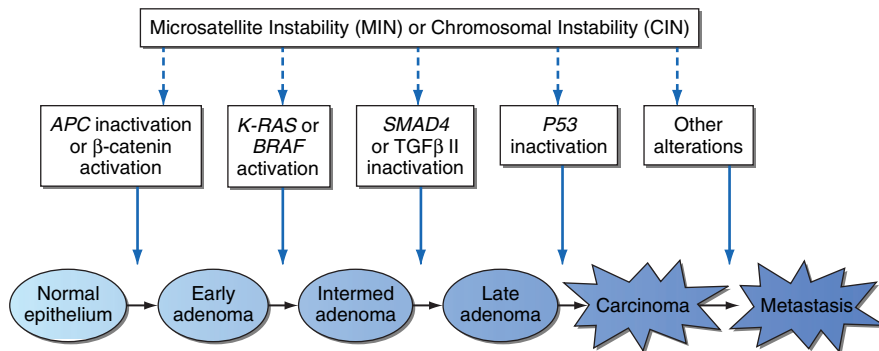 Microsatellite Instability (MIN) or Chromosomal Instability (CIN)
APC inactivation
or β-catenin
activation
K-RAS or
BRAF
activation
SMAD4
or TGFβ II
inactivation
P53
inactivation
Other
alterations
Normal
epithelium
Early
adenoma
Intermed
adenoma
Late
adenoma
Carcinoma
Metastasis